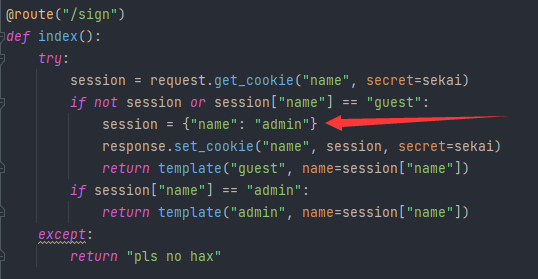 @route("/sign")
def index():
    try:
        session = request.get_cookie("name", secret=sekai)
        if not session or session["name"] == "guest":
            session = {"name": "admin"}
            response.set_cookie("name", session, secret=sekai)
            return template("guest", name=session["name"])
        if session["name"] == "admin":
            return template("admin", name=session["name"])
    except:
        return "pls no hax"